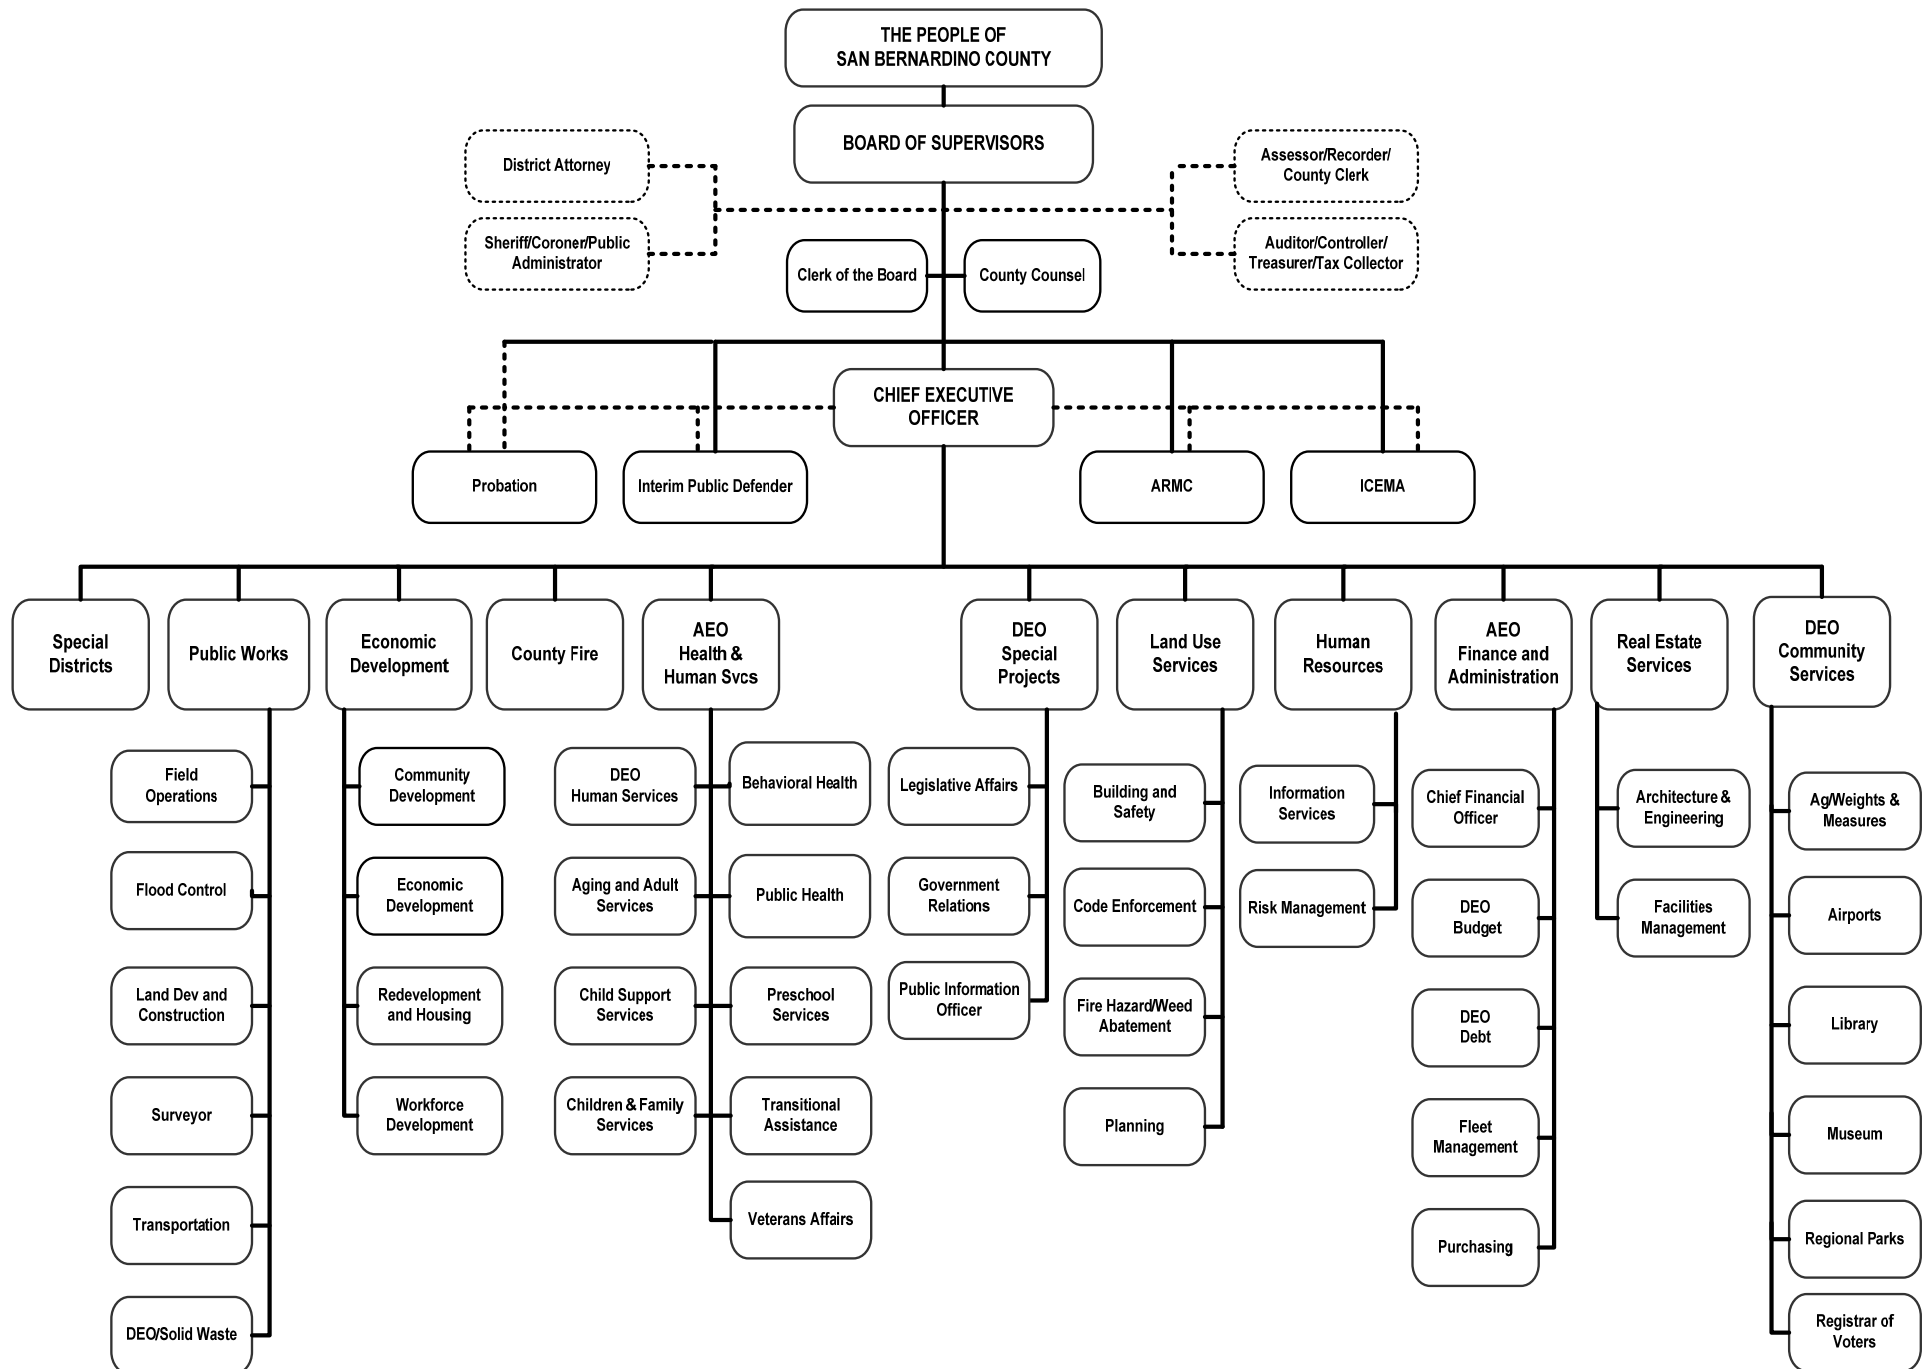 THE PEOPLE OF
SAN BERNARDINO COUNTY
BOARD OF SUPERVISORS
District Attorney
Assessor/Recorder/
County Clerk
Sheriff/Coroner/Public
Administrator
Auditor/Controller/
Treasurer/Tax Collector
Clerk of the Board
County Counsel
CHIEF EXECUTIVE
OFFICER
Probation
Interim Public Defender
ARMC
ICEMA
Special
Districts
Public Works
Economic
Development
County Fire
AEO
Health &
Human Svcs
DEO
Special
Projects
Land Use
Services
Human
Resources
AEO
Finance and
Administration
Real Estate
Services
DEO
Community
Services
Field
Operations
Flood Control
Land Dev and
Construction
Surveyor
Transportation
DEO/Solid Waste
Community
Development
Economic
Development
Redevelopment
and Housing
Workforce
Development
DEO
Human Services
Aging and Adult
Services
Child Support
Services
Children & Family
Services
Behavioral Health
Public Health
Preschool
Services
Transitional
Assistance
Veterans Affairs
Legislative Affairs
Government
Relations
Public Information
Officer
Building and
Safety
Code Enforcement
Fire Hazard/Weed
Abatement
Planning
Information
Services
Risk Management
Chief Financial
Officer
DEO
Budget
DEO
Debt
Fleet
Management
Purchasing
Architecture &
Engineering
Facilities
Management
Ag/Weights &
Measures
Airports
Library
Museum
Regional Parks
Registrar of
Voters